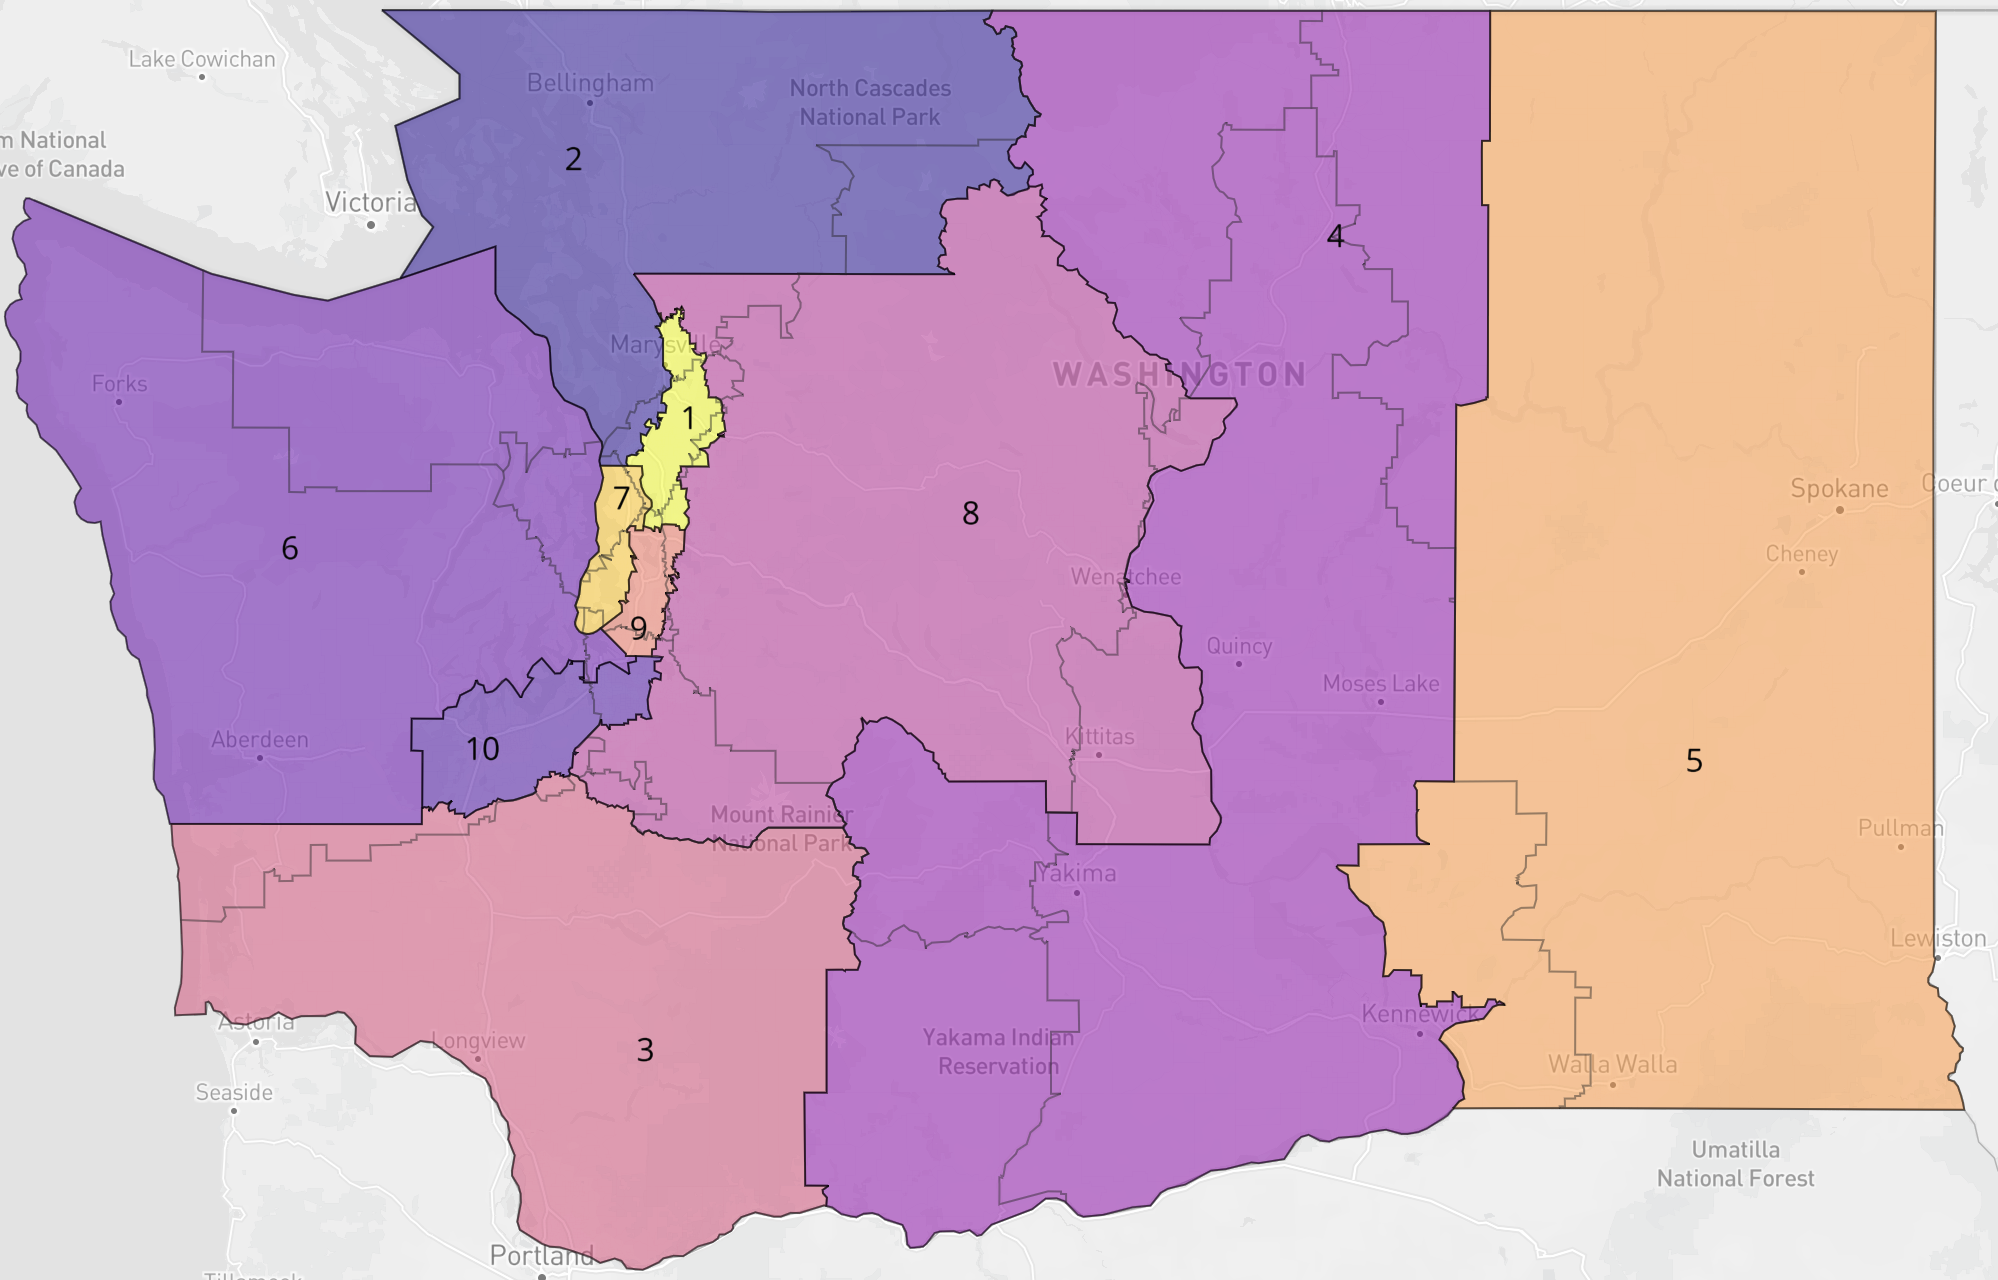 Lake Cowichan
Bellingham
North Cascades
National Park
m National
ve of Canada
2
Victoria
4
Marysville
WASHINGTON
Forks
1
Spokane
7
8
6
Cheney
Wenatchee
9
Quincy
Moses Lake
Aberdeen
10
Kittitas
5
Mount Rainier
National Park
Pullman
Yakima
Lewiston
Astoria
Kennewick
Longview
3
Yakama Indian
Reservation
Walla Walla
Seaside
Umatilla
National Forest
Portland